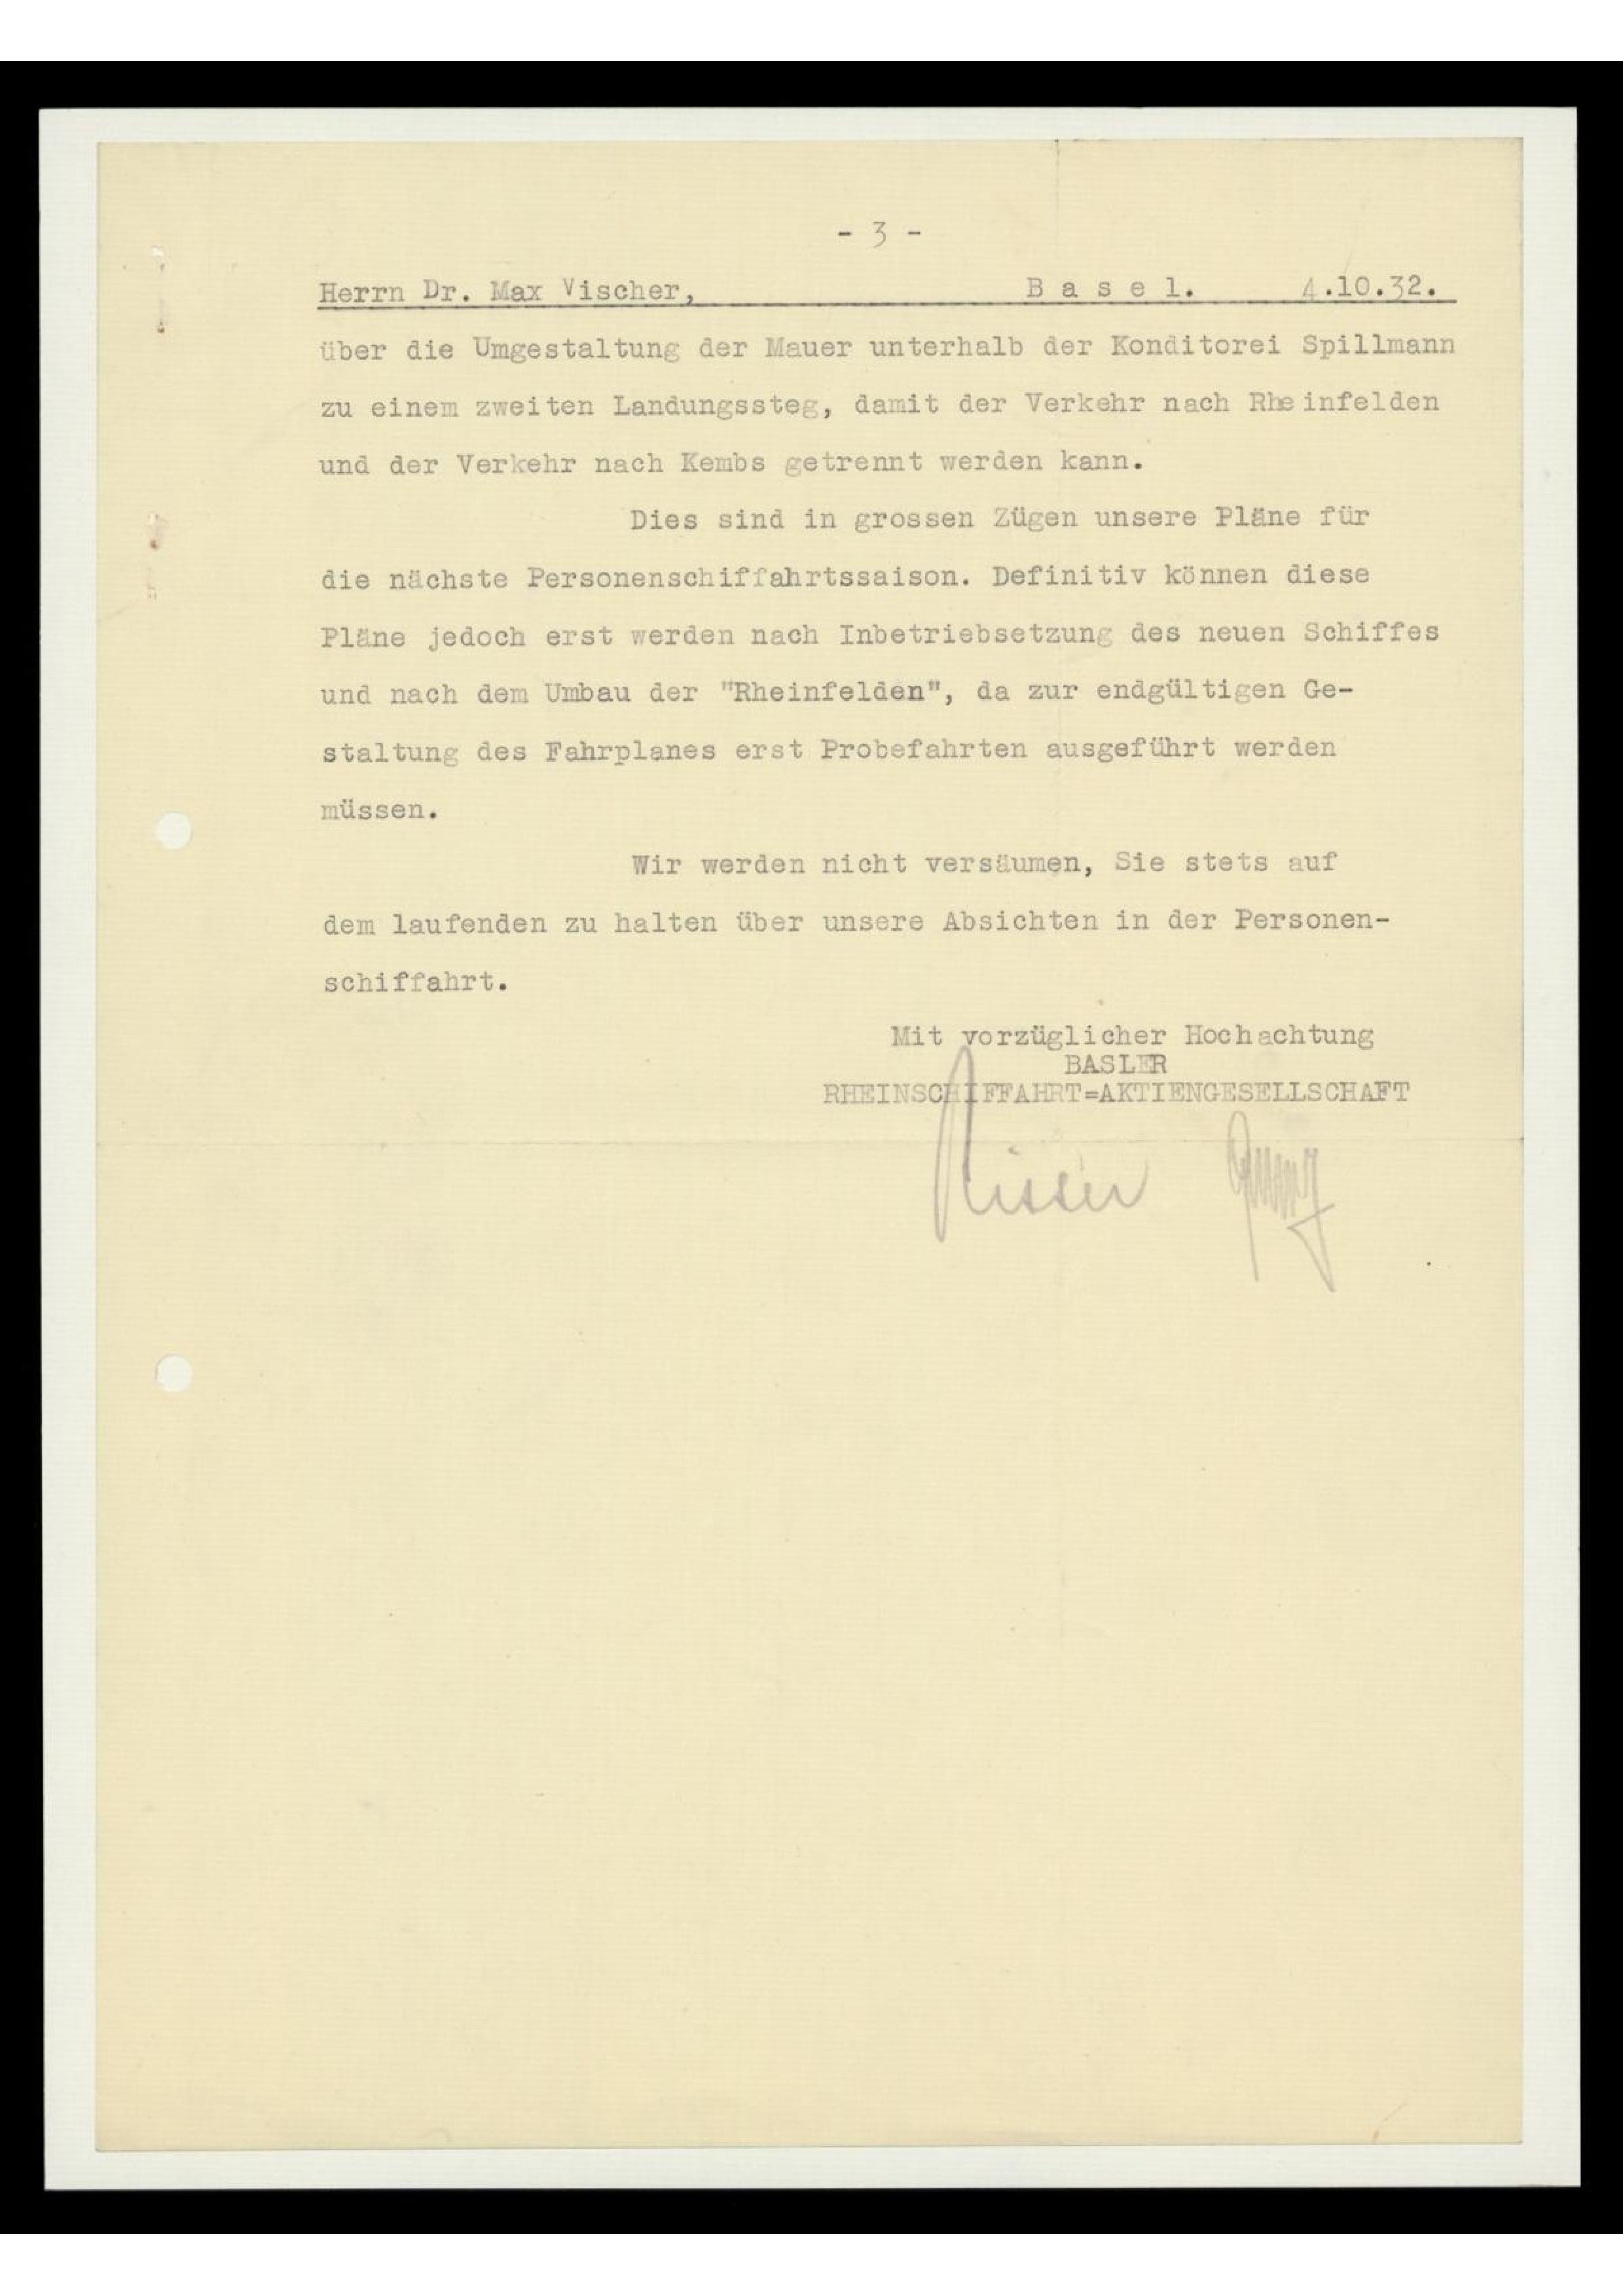 - 3 -
Herrn Dr. Max Vischer, B a s e l. 4.10.32.
über die Umgestaltung der Mauer unterhalb der Konditorei Spillmann
zu einem zweiten Landungssteg, damit der Verkehr nach Rheinfelden
und der Verkehr nach Kembs getrennt werden kann.
Dies sind in grossen Zügen unsere Pläne für
die nächste Personenschiffahrtssaison. Definitiv können diese
Pläne jedoch erst werden nach Inbetriebsetzung des neuen Schiffes
und nach dem Umbau der "Rheinfelden", da zur endgültigen Ge-
staltung des Fahrplanes erst Probefahrten ausgeführt werden
müssen.
Wir werden nicht versäumen, Sie stets auf
dem laufenden zu halten über unsere Absichten in der Personen-
schiffahrt.
Mit vorzüglicher Hochachtung
BASLER
RHEINSCHIFFAHRT=AKTIENGESELLSCHAFT